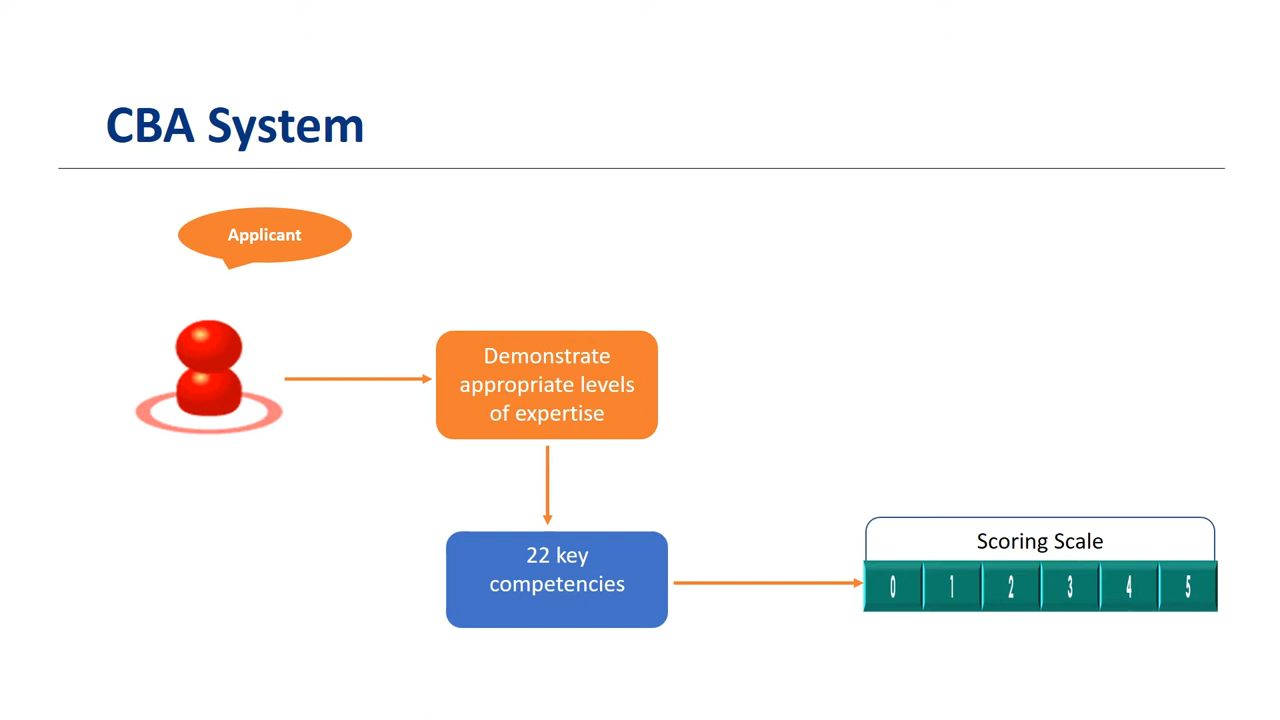 CBA System
Applicant
Demonstrate
appropriate levels
of expertise
22 key
competencies
Scoring Scale
0 1 2 3 4 5